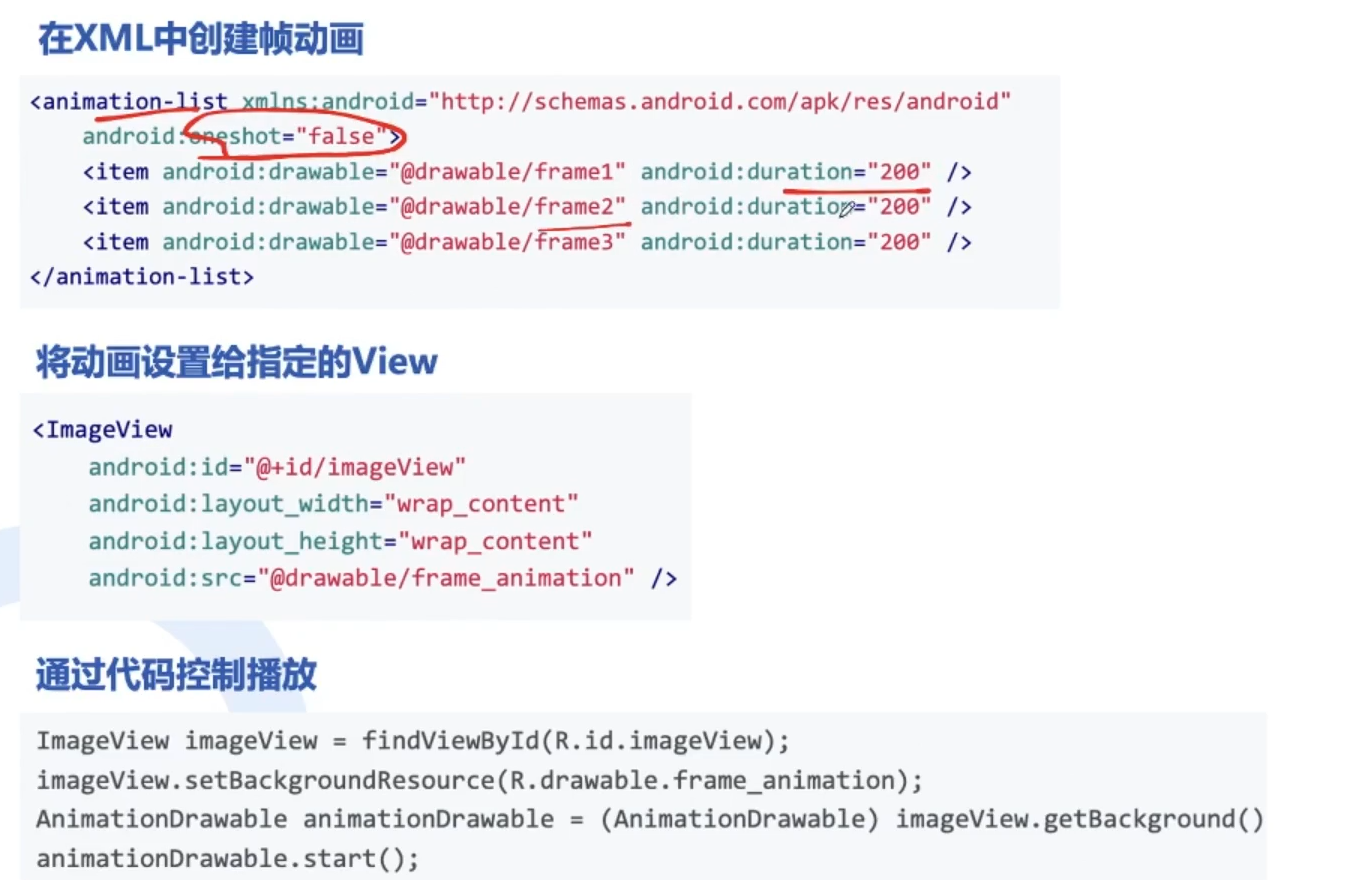 在XML中创建帧动画
<animation-list xmlns:android="http://schemas.android.com/apk/res/android"
android:oneshot="false">
<item android:drawable="@drawable/frame1" android:duration="200" />
<item android:drawable="@drawable/frame2" android:duration="200" />
<item android:drawable="@drawable/frame3" android:duration="200" />
</animation-list>
将动画设置给指定的View
<ImageView
android:id="@+id/imageView"
android:layout_width="wrap_content"
android:layout_height="wrap_content"
android:src="@drawable/frame_animation" />
通过代码控制播放
ImageView imageView = findViewById(R.id.imageView);
imageView.setBackgroundResource(R.drawable.frame_animation);
AnimationDrawable animationDrawable = (AnimationDrawable) imageView.getBackground()
animationDrawable.start();